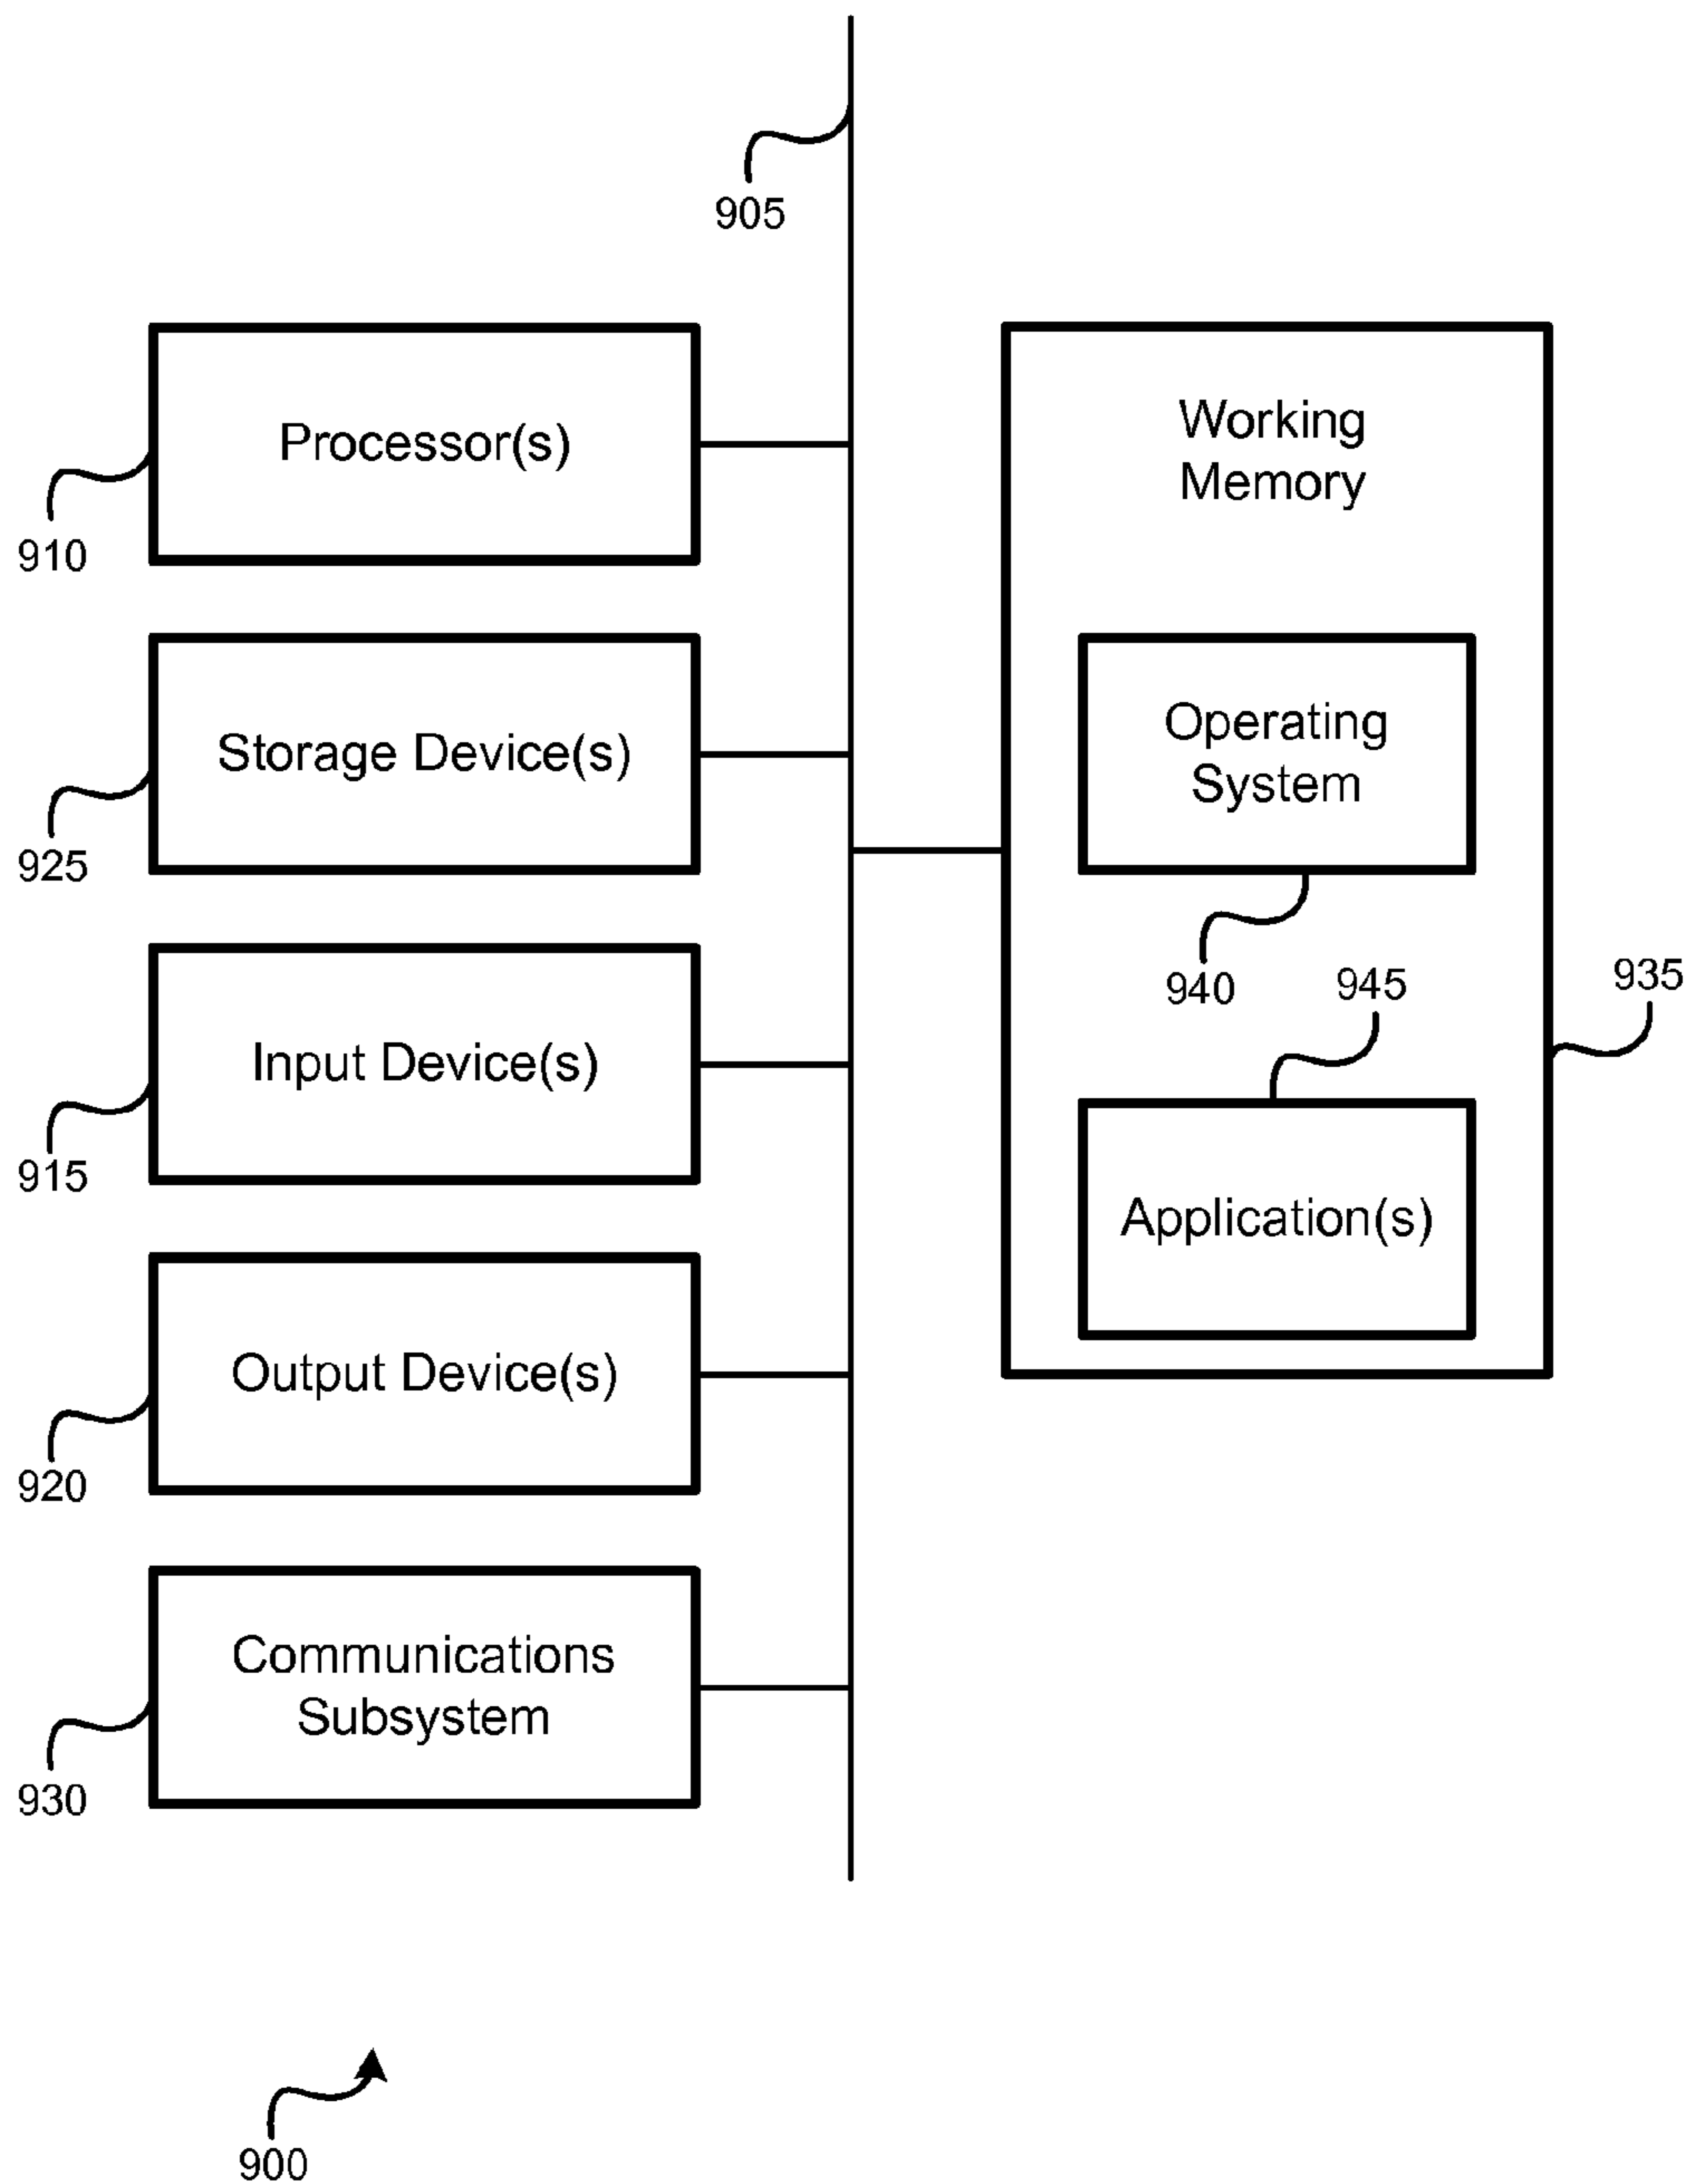 905
Processor(s)
910
Storage Device(s)
925
Input Device(s)
915
Output Device(s)
920
Communications
Subsystem
930
Working
Memory
Operating
System
940
945
935
Application(s)
900